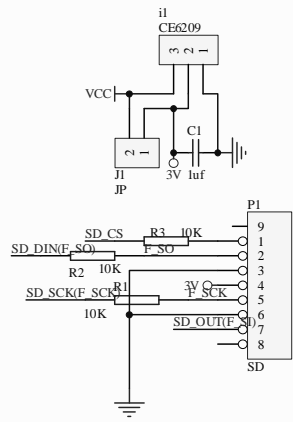 i1
CE6209
3 2 1
VCC
2 1
C1
J1
JP
3V
1uf
P1
9
SD_CS
R3
10K
1
SD_DIN(F_SO)
F_SO
2
R2
10K
3
3V
4
R1
SD_SCK(F_SCK)
F_SCK
5
10K
6
SD_OUT(F_SI)
7
8
SD